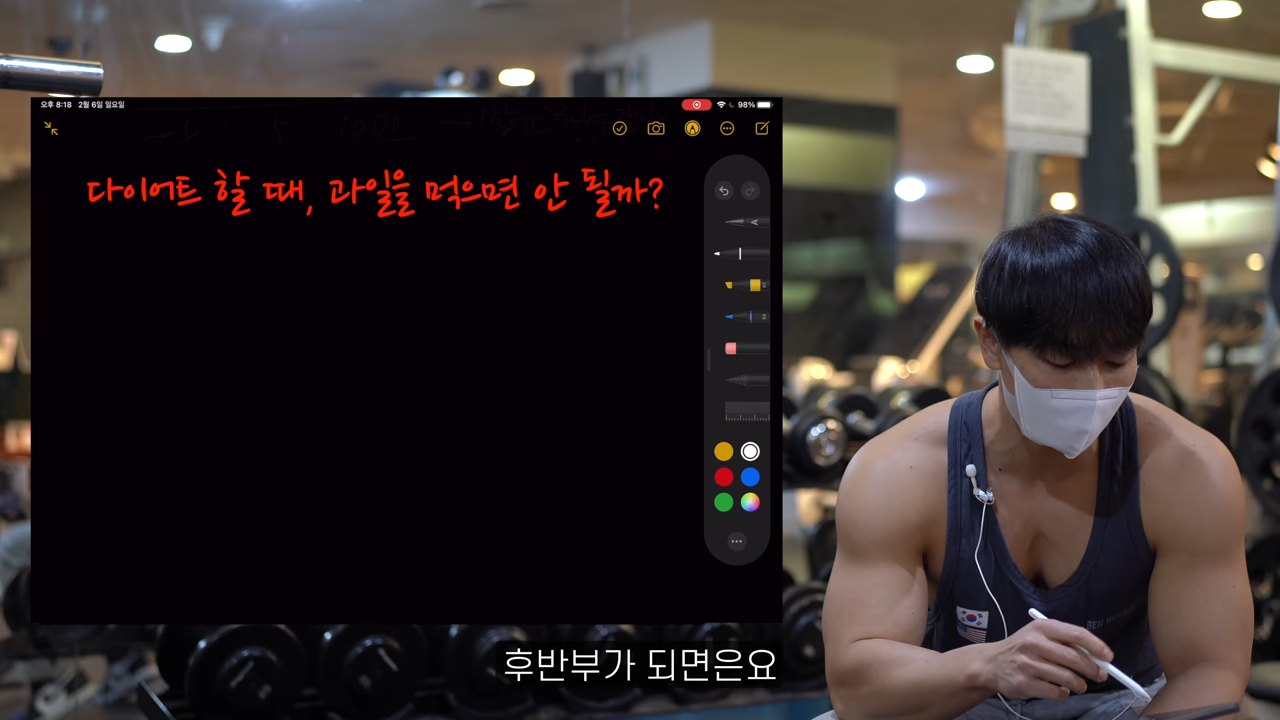 오후 8:18 2월 6일 일요일
98%
다이어트 할 때, 과일을 먹으면 안 될까?
후반부가 되면은요